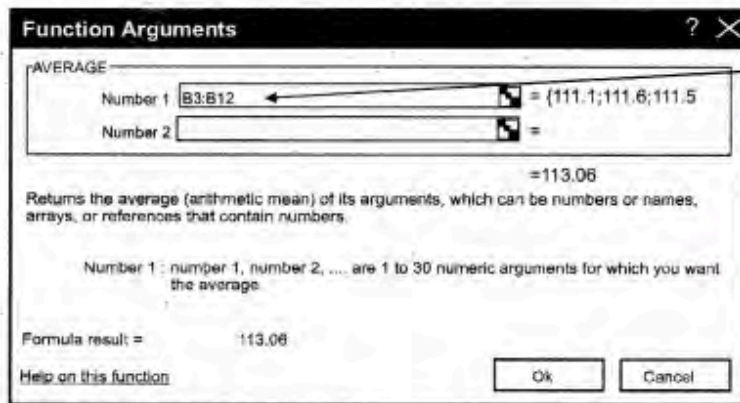 Function Arguments ? X
AVERAGE
Number 1 B3:B12 = {111.1;111.6;111.5
Number 2 =
=113.06
Returns the average (arithmetic mean) of its arguments, which can be numbers or names,
arrays, or references that contain numbers.
Number 1 : number 1, number 2, .... are 1 to 30 numeric arguments for which you want
the average
Formula result = 113.06
Help on this function Ok Cancel